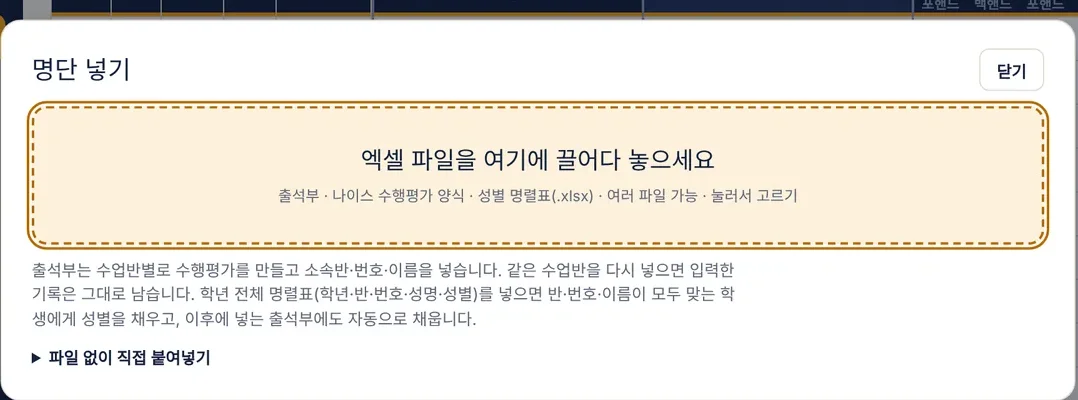 포핸드 백핸드 포핸드
명단 넣기
닫기
엑셀 파일을 여기에 끌어다 놓으세요
출석부 · 나이스 수행평가 양식 · 성별 명렬표(.xlsx) · 여러 파일 가능 · 눌러서 고르기
출석부는 수업반별로 수행평가를 만들고 소속반·번호·이름을 넣습니다. 같은 수업반을 다시 넣으면 입력한
기록은 그대로 남습니다. 학년 전체 명렬표(학년·반·번호·성명·성별)를 넣으면 반·번호·이름이 모두 맞는 학
생에게 성별을 채우고, 이후에 넣는 출석부에도 자동으로 채웁니다.
▶ 파일 없이 직접 붙여넣기